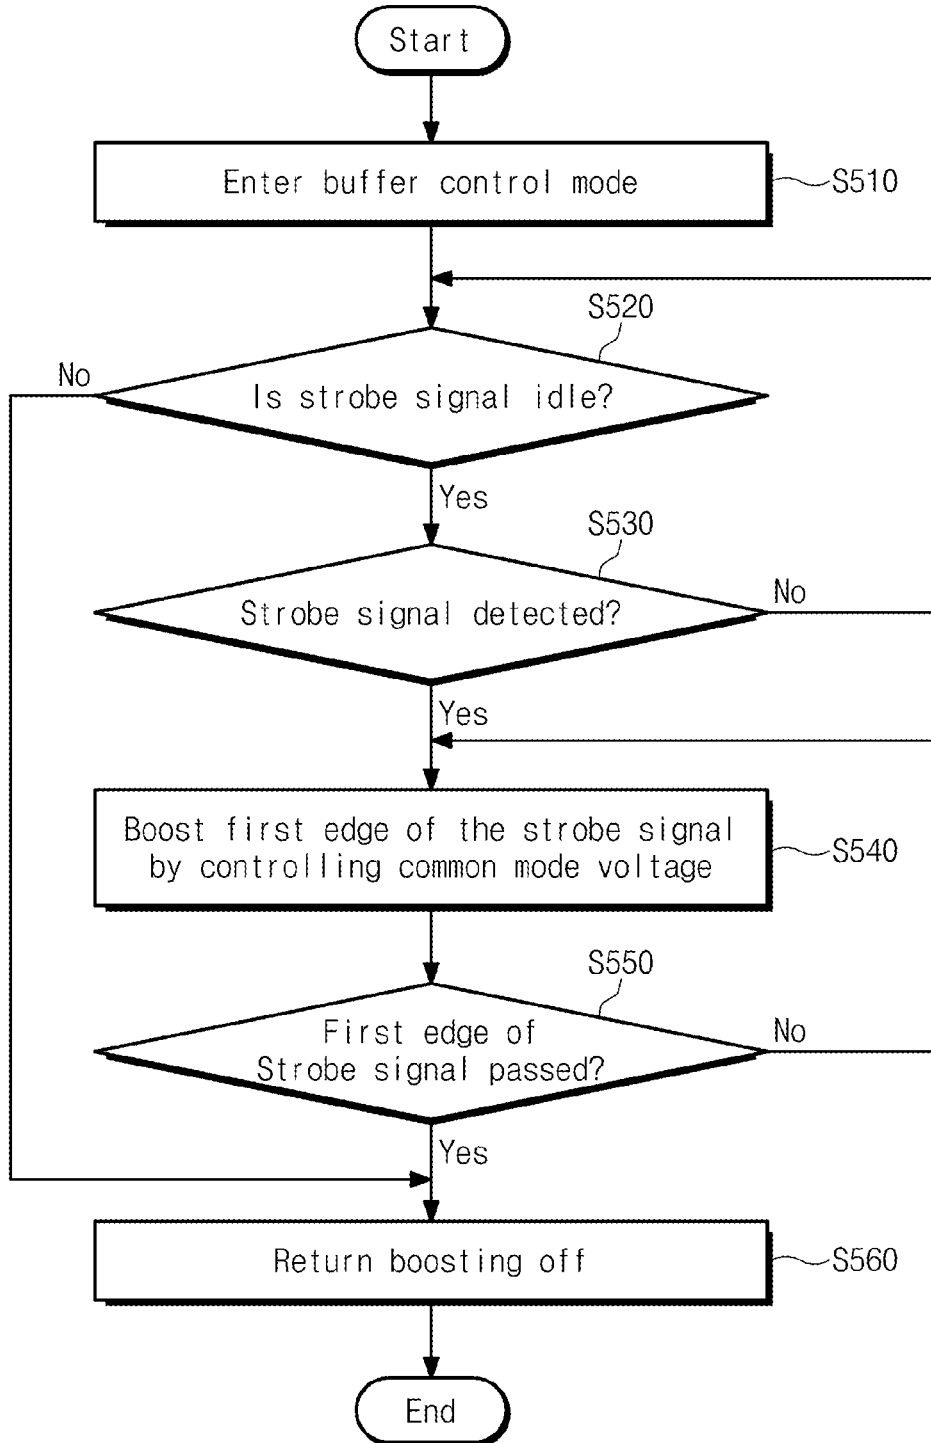 Start
Enter buffer control mode
S510
S520
No
Is strobe signal idle?
Yes
S530
Strobe signal detected?
No
Yes
Boost first edge of the strobe signal
by controlling common mode voltage
S540
S550
First edge of
Strobe signal passed?
No
Yes
Return boosting off
S560
End